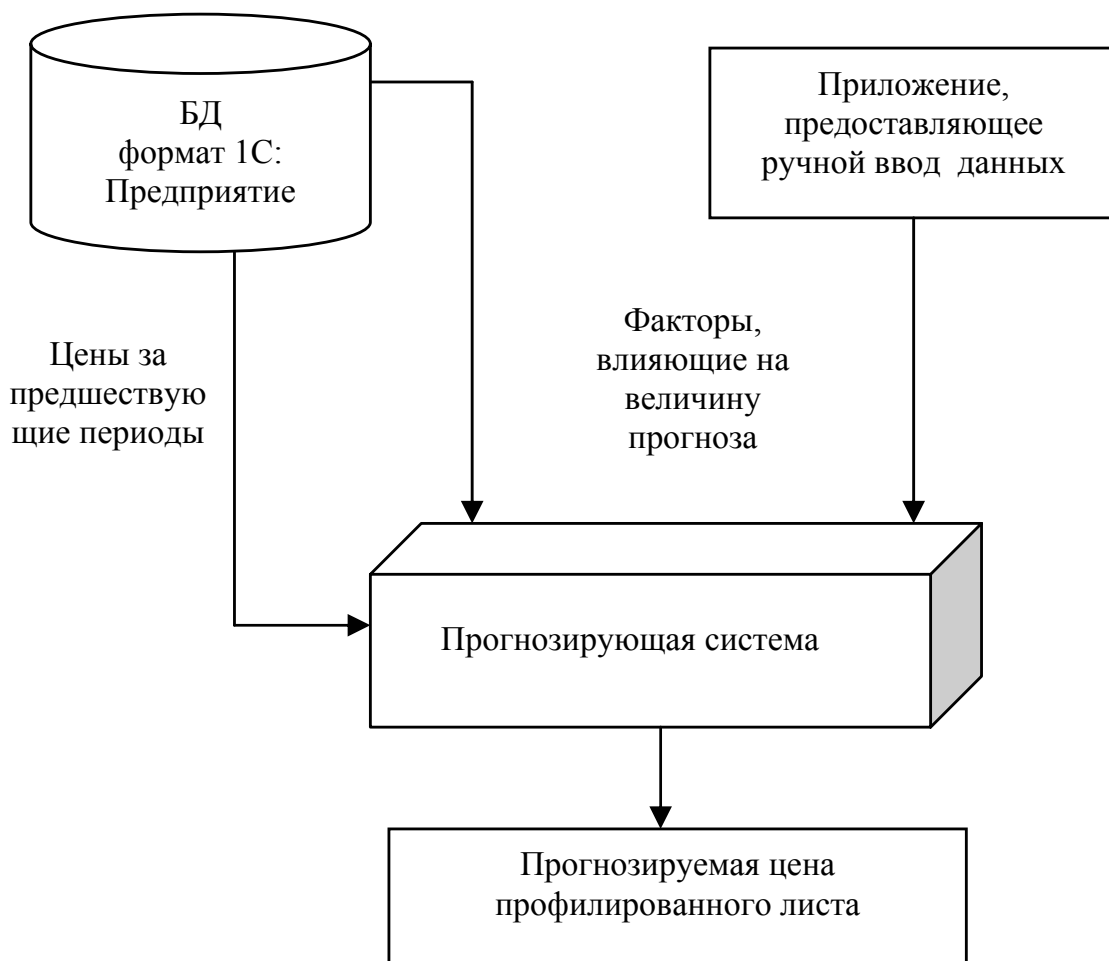 БД
формат 1С:
Предприятие
Приложение,
предоставляющее
ручной ввод данных
Цены за
предшествую
щие периоды
Факторы,
влияющие на
величину
прогноза
Прогнозирующая система
Прогнозируемая цена
профилированного листа